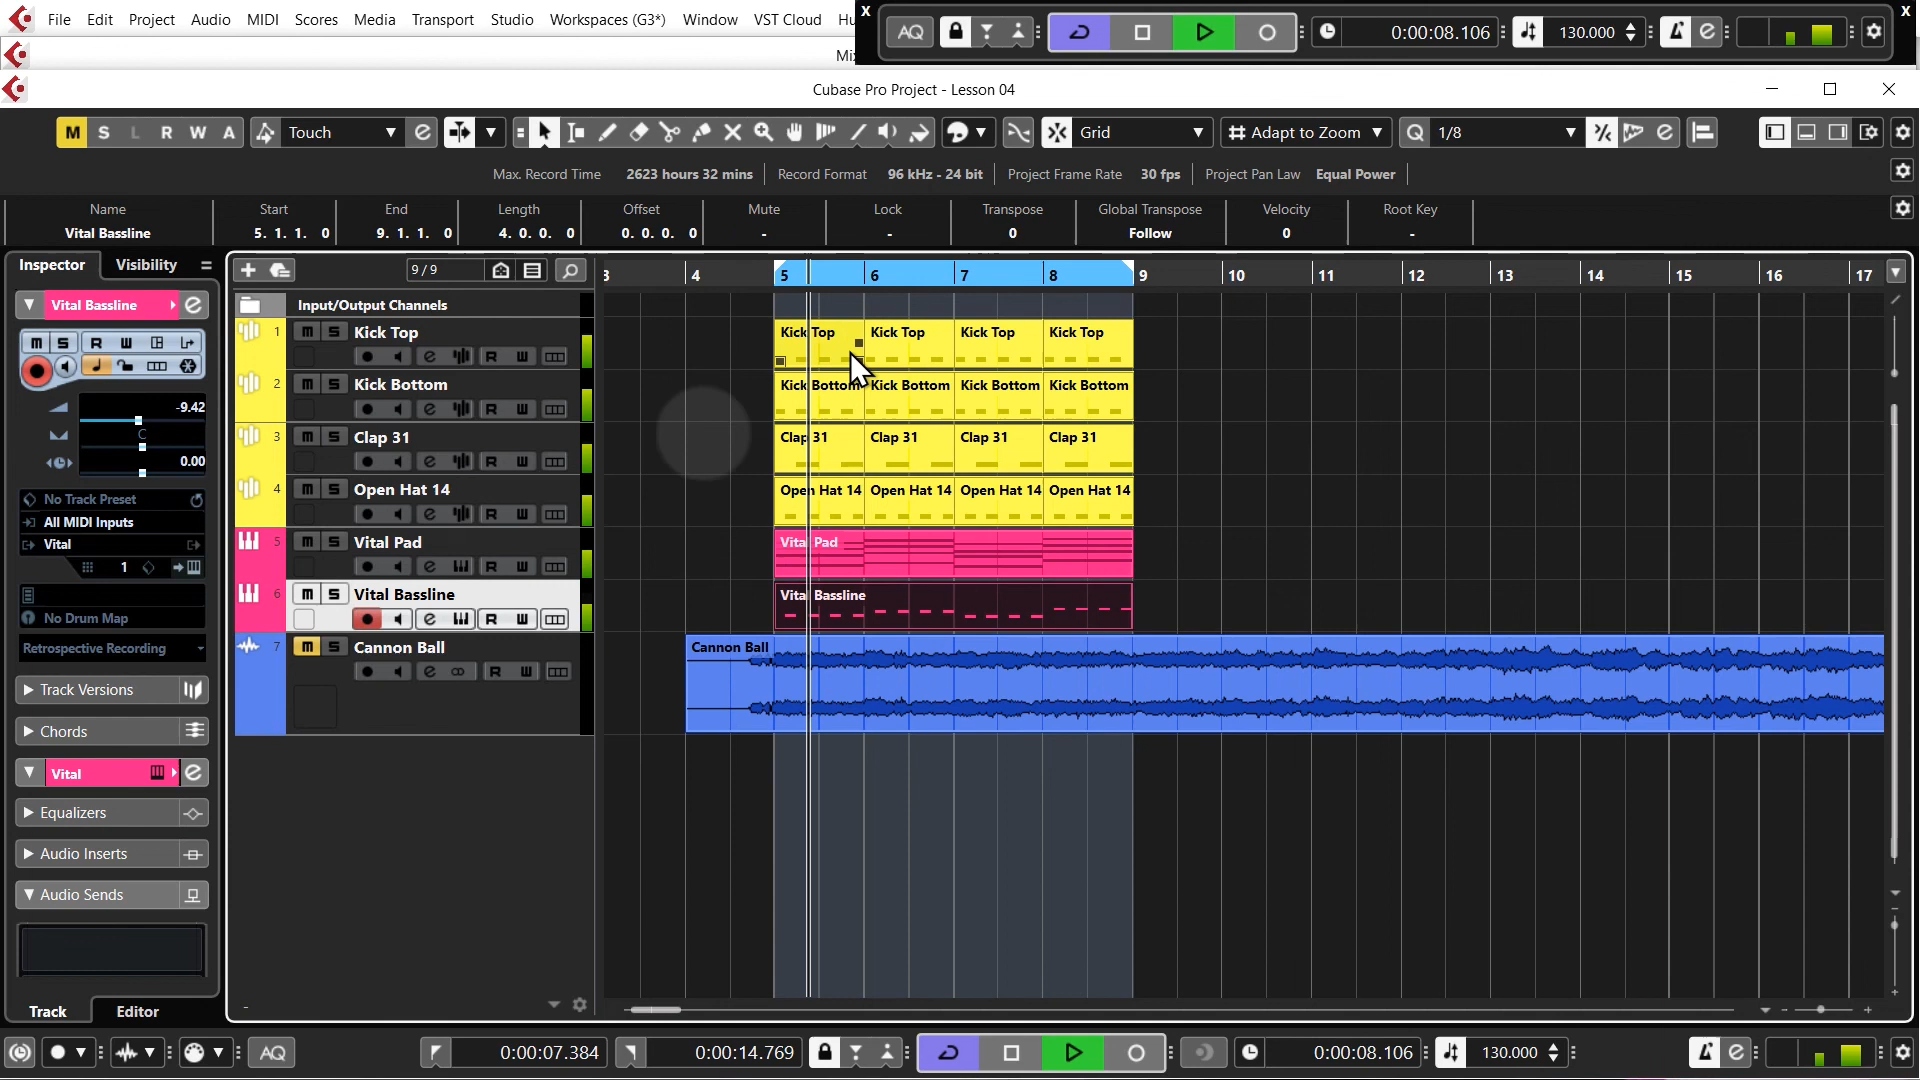 File Edit Project Audio MIDI Scores Media Transport Studio Workspaces (G3*) Window VST Cloud Hu
x x
AQ 0:00:08.106 130.000
Mix
Cubase Pro Project - Lesson 04
M S L R W A Touch Grid Adapt to Zoom 1/8
Max. Record Time 2623 hours 32 mins Record Format 96 kHz - 24 bit Project Frame Rate 30 fps Project Pan Law Equal Power
Name Start End Length Offset Mute Lock Transpose Global Transpose Velocity Root Key
Vital Bassline 5. 1. 1. 0 9. 1. 1. 0 4. 0. 0. 0 0. 0. 0. 0 - - 0 Follow 0 -
Inspector Visibility 9/9 3 4 5 6 7 8 9 10 11 12 13 14 15 16 17
Vital Bassline Input/Output Channels
1 m S Kick Top Kick Top Kick Top Kick Top Kick Top
m S R W
R W
-9.42 2 m S Kick Bottom Kick Bottom Kick Bottom Kick Bottom Kick Bottom
C R W
0.00 3 m S Clap 31 Clap 31 Clap 31 Clap 31 Clap 31
R W
No Track Preset 4 m S Open Hat 14 Open Hat 14 Open Hat 14 Open Hat 14 Open Hat 14
All MIDI Inputs R W
Vital 5 m S Vital Pad Vital Pad
1 R W
6 m S Vital Bassline Vital Bassline
No Drum Map R W
Retrospective Recording 7 m S Cannon Ball Cannon Ball
R W
Track Versions
Chords
Vital
Equalizers
Audio Inserts
Audio Sends
Track Editor
AQ 0:00:07.384 0:00:14.769 0:00:08.106 130.000